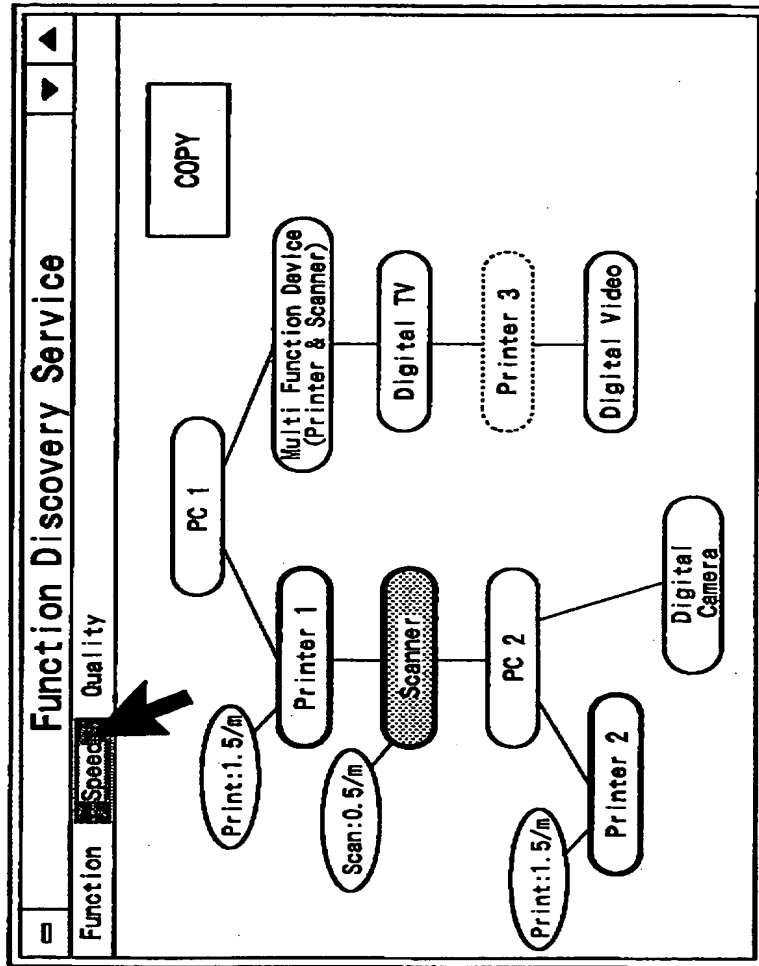 Function Discovery Service
Function
Speed
Quality
COPY
PC 1
Print:1.5/m
Printer 1
Multi Function Device
(Printer & Scanner)
Scan:0.5/m
Scanner
Digital TV
PC 2
Printer 3
Print:1.5/m
Printer 2
Digital
Camera
Digital Video